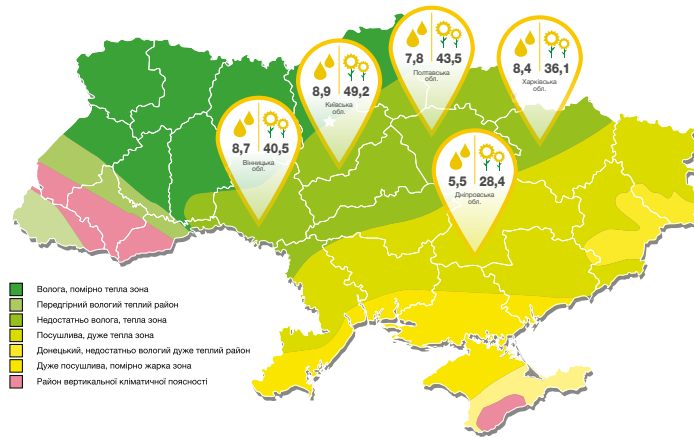 7,8 43,5
Полтавська
обл.
8,4 36,1
Харківська
обл.
8,9 49,2
Київська
обл.
8,7 40,5
Вінницька
обл.
5,5 28,4
Дніпровська
обл.
Волога, помірно тепла зона
Передгірний вологий теплий район
Недостатньо волога, тепла зона
Посушлива, дуже тепла зона
Донецький, недостатньо вологий дуже теплий район
Дуже посушлива, помірно жарка зона
Район вертикальної кліматичної поясності